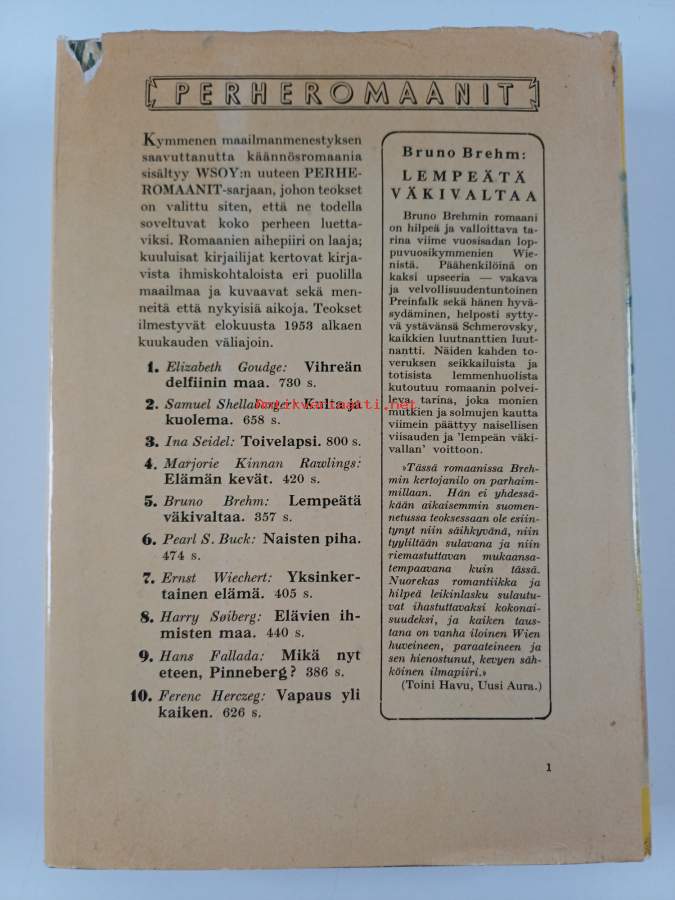 PERHEROMAANIT
Kymmenen maailmanmenestyksen
saavuttanutta käännösromaania
sisältyy WSOY:n uuteen PERHE-
ROMAANIT-sarjaan, johon teokset
on valittu siten, että ne todella
soveltuvat koko perheen luetta-
viksi. Romaanien aihepiiri on laaja;
kuuluisat kirjailijat kertovat kirja-
vista ihmiskohtaloista eri puolilla
maailmaa ja kuvaavat sekä men-
neitä että nykyisiä aikoja. Teokset
ilmestyvät elokuusta 1953 alkaen
kuukauden väliajoin.
1. Elizabeth Goudge: Vihreän
delfiinin maa. 730 s.
2. Samuel Shellabarger: Kulta ja
kuolema. 658 s.
3. Ina Seidel: Toivelapsi. 800 s.
4. Marjorie Kinnan Rawlings:
Elämän kevät. 420 s.
5. Bruno Brehm: Lempeätä
väkivaltaa. 357 s.
6. Pearl S. Buck: Naisten piha.
474 s.
7. Ernst Wiechert: Yksinker-
tainen elämä. 405 s.
8. Harry Søiberg: Elävien ih-
misten maa. 440 s.
9. Hans Fallada: Mikä nyt
eteen, Pinneberg? 386 s.
10. Ferenc Herczeg: Vapaus yli
kaiken. 626 s.
Bruno Brehm:
LEMPEÄTÄ
VÄKIVALTAA
Bruno Brehmin romaani
on hilpeä ja valloittava ta-
rina viime vuosisadan lop-
puvuosikymmenien Wie-
nistä. Päähenkilöinä on
kaksi upseeria — vakava
ja velvollisuudentuntoinen
Preinfalk sekä hänen hyvä-
sydäminen, helposti sytty-
vä ystävänsä Schmerovsky,
kaikkien luutnanttien luut-
nantti. Näiden kahden to-
veruksen seikkailuista ja
totisista lemmenhuolista
kutoutuu romaanin polvei-
leva tarina, joka monien
mutkien ja solmujen kautta
viimein päättyy naisellisen
viisauden ja 'lempeän väki-
vallan' voittoon.
»Tässä romaanissa Breh-
min kertojanilo on parhaim-
millaan. Hän ei yhdessä-
kään aikaisemmin suomen-
netussa teoksessaan ole esiin-
tynyt niin säihkyvänä, niin
tyyliltään sulavana ja niin
riemastuttavan mukaansa-
tempaavana kuin tässä.
Nuorekas romantiikka ja
hilpeä leikinlasku sulautu-
vat ihastuttavaksi kokonai-
suudeksi, ja kaiken taus-
tana on vanha iloinen Wien
huveineen, paraateineen ja
sen hienostunut, kevyen säh-
köinen ilmapiiri.»
(Toini Havu, Uusi Aura.)
1
Antikvariaatti.net